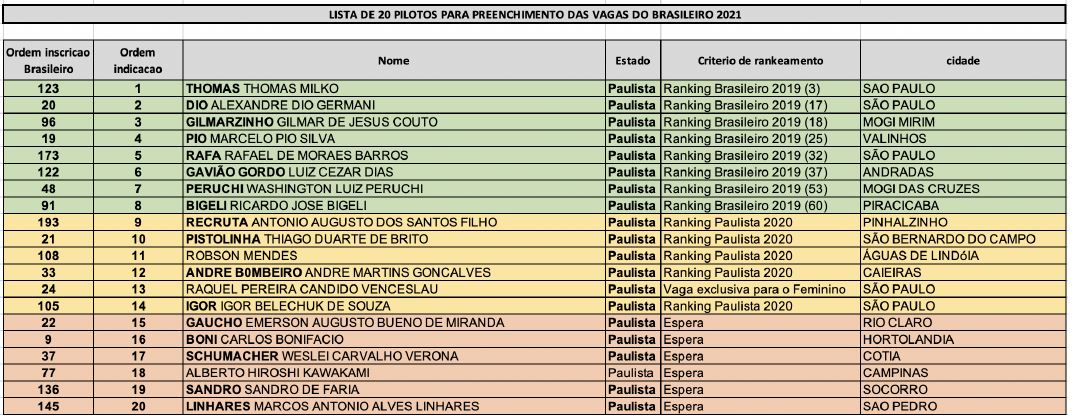 LISTA DE 20 PILOTOS PARA PREENCHIMENTO DAS VAGAS DO BRASILEIRO 2021
Ordem inscricao Brasileiro Ordem indicacao Nome Estado Criterio de rankeamento cidade
123 1 THOMAS THOMAS MILKO Paulista Ranking Brasileiro 2019 (3) SAO PAULO
20 2 DIO ALEXANDRE DIO GERMANI Paulista Ranking Brasileiro 2019 (17) SÃO PAULO
96 3 GILMARZINHO GILMAR DE JESUS COUTO Paulista Ranking Brasileiro 2019 (18) MOGI MIRIM
19 4 PIO MARCELO PIO SILVA Paulista Ranking Brasileiro 2019 (25) VALINHOS
173 5 RAFA RAFAEL DE MORAES BARROS Paulista Ranking Brasileiro 2019 (32) SÃO PAULO
122 6 GAVIÃO GORDO LUIZ CEZAR DIAS Paulista Ranking Brasileiro 2019 (37) ANDRADAS
48 7 PERUCHI WASHINGTON LUIZ PERUCHI Paulista Ranking Brasileiro 2019 (53) MOGI DAS CRUZES
91 8 BIGELI RICARDO JOSE BIGELI Paulista Ranking Brasileiro 2019 (60) PIRACICABA
193 9 RECRUTA ANTONIO AUGUSTO DOS SANTOS FILHO Paulista Ranking Paulista 2020 PINHALZINHO
21 10 PISTOLINHA THIAGO DUARTE DE BRITO Paulista Ranking Paulista 2020 SÃO BERNARDO DO CAMPO
108 11 ROBSON MENDES Paulista Ranking Paulista 2020 ÁGUAS DE LINDóIA
33 12 ANDRE B0MBEIRO ANDRE MARTINS GONCALVES Paulista Ranking Paulista 2020 CAIEIRAS
24 13 RAQUEL PEREIRA CANDIDO VENCESLAU Paulista Vaga exclusiva para o Feminino SÃO PAULO
105 14 IGOR IGOR BELECHUK DE SOUZA Paulista Ranking Paulista 2020 SÃO PAULO
22 15 GAUCHO EMERSON AUGUSTO BUENO DE MIRANDA Paulista Espera RIO CLARO
9 16 BONI CARLOS BONIFACIO Paulista Espera HORTOLANDIA
37 17 SCHUMACHER WESLEI CARVALHO VERONA Paulista Espera COTIA
77 18 ALBERTO HIROSHI KAWAKAMI Paulista Espera CAMPINAS
136 19 SANDRO SANDRO DE FARIA Paulista Espera SOCORRO
145 20 LINHARES MARCOS ANTONIO ALVES LINHARES Paulista Espera SAO PEDRO